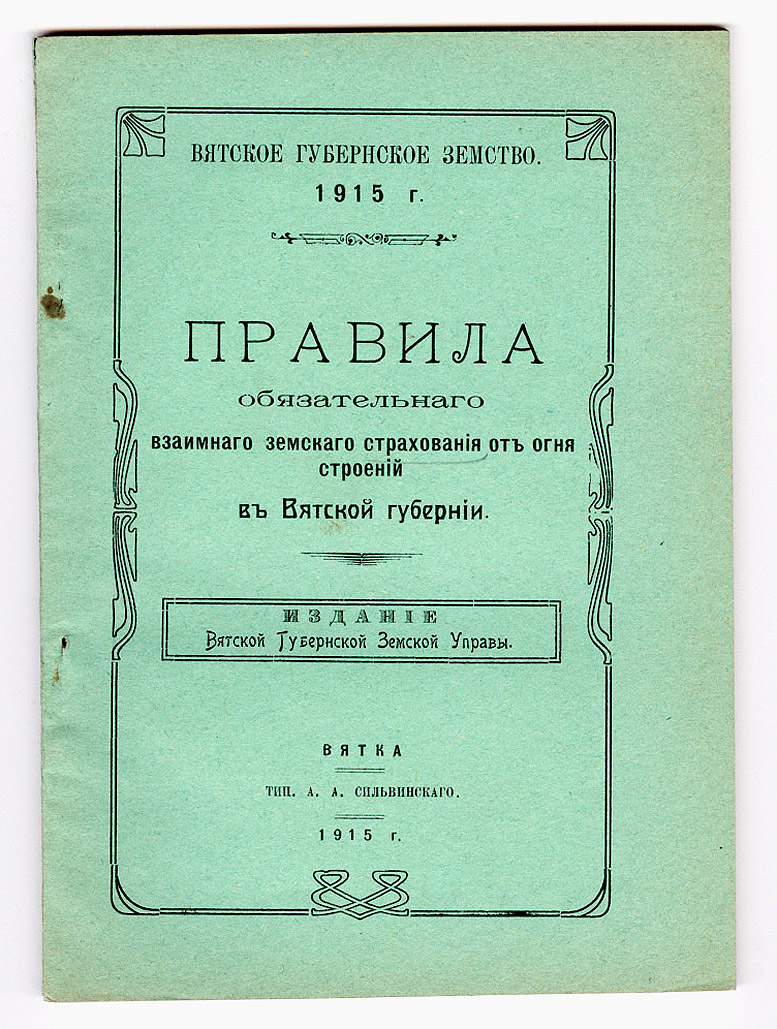 ВЯТСКОЕ ГУБЕРНСКОЕ ЗЕМСТВО.
1915 г.
ПРАВИЛА
обязательнаго
взаимнаго земскаго страхованія отъ огня
строеній
въ Вятской губерніи.
ИЗДАНІЕ
Вятской Губернской Земской Управы.
ВЯТКА
ТИП. А. А. СИЛЬВИНСКАГО.
1915 г.